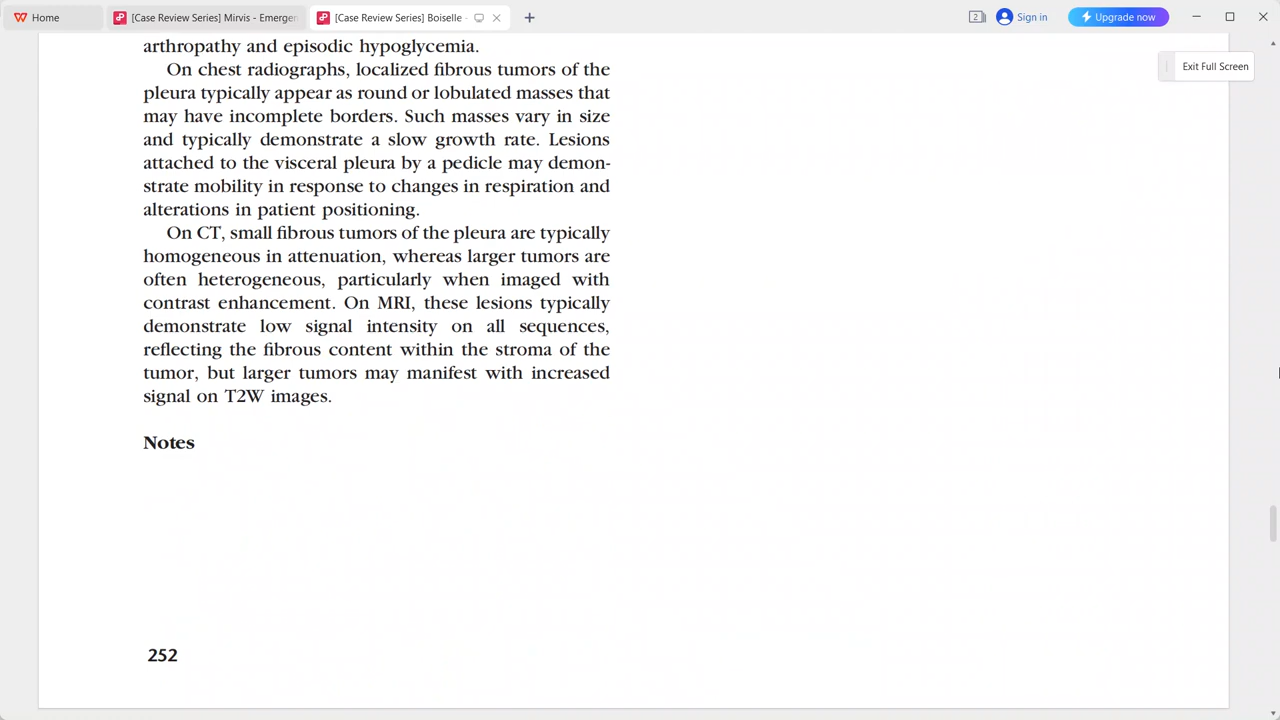 Home
[Case Review Series] Mirvis - Emergen
[Case Review Series] Boiselle -
2
Sign in
Upgrade now
Exit Full Screen
arthropathy and episodic hypoglycemia.
On chest radiographs, localized fibrous tumors of the
pleura typically appear as round or lobulated masses that
may have incomplete borders. Such masses vary in size
and typically demonstrate a slow growth rate. Lesions
attached to the visceral pleura by a pedicle may demon-
strate mobility in response to changes in respiration and
alterations in patient positioning.
On CT, small fibrous tumors of the pleura are typically
homogeneous in attenuation, whereas larger tumors are
often heterogeneous, particularly when imaged with
contrast enhancement. On MRI, these lesions typically
demonstrate low signal intensity on all sequences,
reflecting the fibrous content within the stroma of the
tumor, but larger tumors may manifest with increased
signal on T2W images.
Notes
252